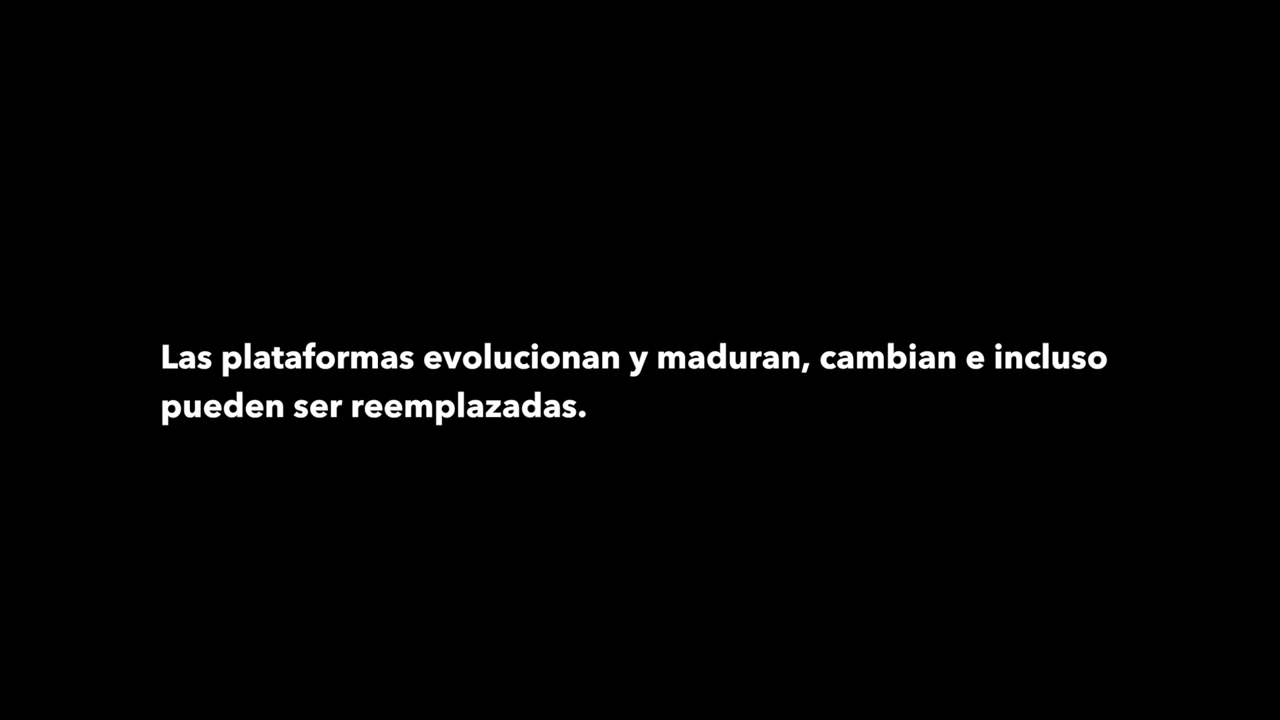 Las plataformas evolucionan y maduran, cambian e incluso
pueden ser reemplazadas.